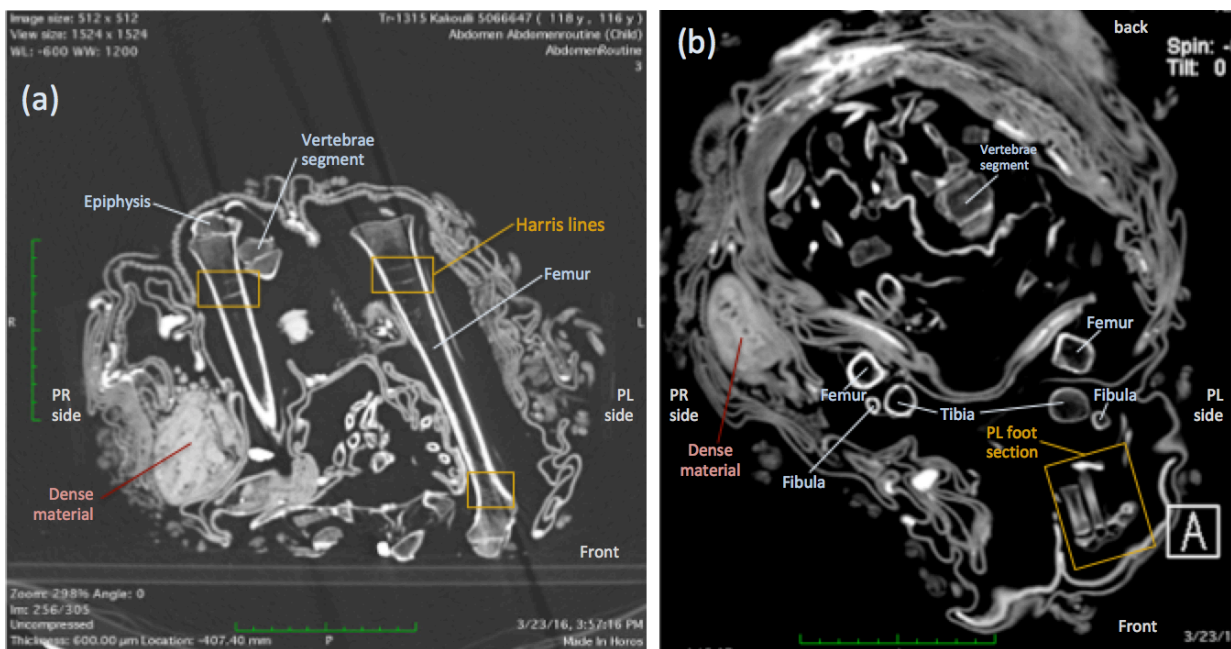 Image size: 512 x 512
View size: 1524 x 1524
WL: -600 WW: 1200
A
Tr-1315 Kakoulli 5066647 ( 118 y , 116 y )
Abdomen Abdomenroutine (Child)
AbdomenRoutine
3
(a)
Vertebrae
segment
Epiphysis
Harris lines
Femur
R
L
PR
side
PL
side
Dense
material
Front
Zoom: 298% Angle: 0
Im: 256/305
Uncompressed
Thickness: 600.00 µm Location: -407.40 mm
P
3/23/16, 3:57:16 PM
Made In Horos
(b)
back
Spin: -
Tilt: 0
Vertebrae
segment
Femur
PR
side
Femur
Tibia
Fibula
PL
side
Dense
material
Fibula
PL foot
section
A
Front
3/23/1